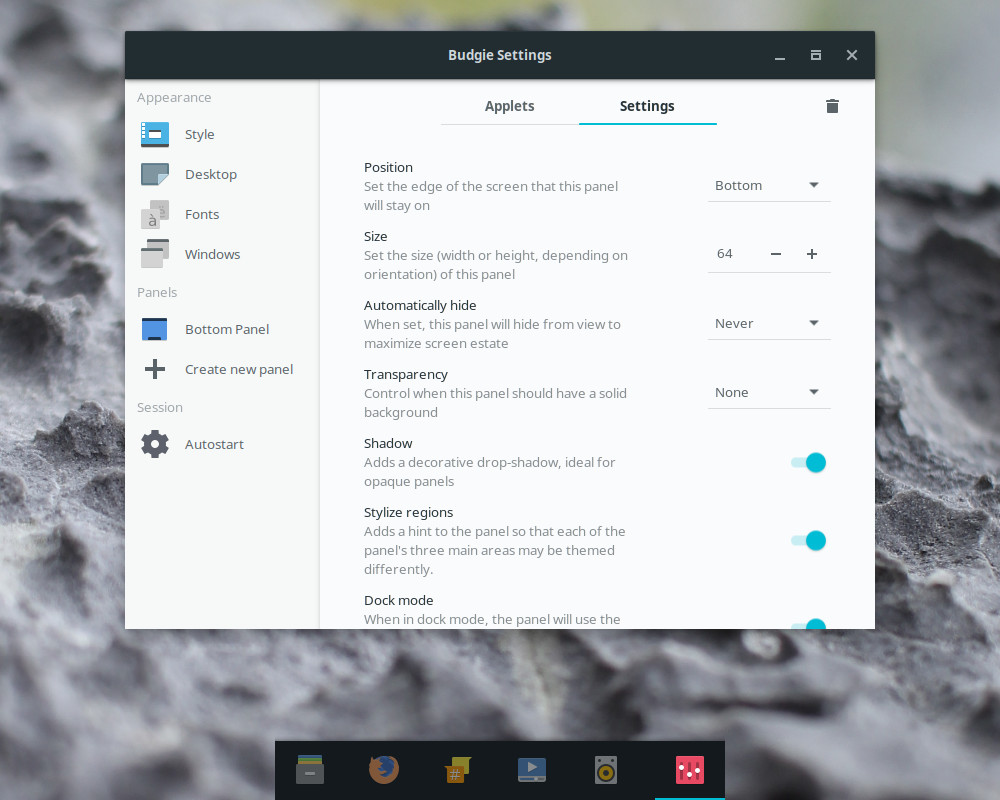 Budgie Settings
Appearance
Style
Desktop
Fonts
Windows
Panels
Bottom Panel
Create new panel
Session
Autostart
Applets
Settings
Position
Set the edge of the screen that this panel
will stay on
Bottom
Size
Set the size (width or height, depending on
orientation) of this panel
64
Automatically hide
When set, this panel will hide from view to
maximize screen estate
Never
Transparency
Control when this panel should have a solid
background
None
Shadow
Adds a decorative drop-shadow, ideal for
opaque panels
Stylize regions
Adds a hint to the panel so that each of the
panel's three main areas may be themed
differently.
Dock mode
When in dock mode, the panel will use the